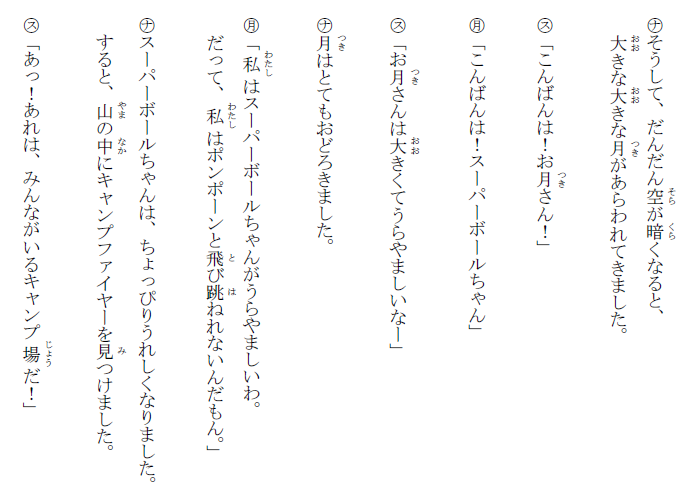 ㋤そうして、だんだん空が暗くなると、
大きな大きな月があらわれてきました。
㋜「こんばんは！お月さん！」
㊊「こんばんは！スーパーボールちゃん」
㋜「お月さんは大きくてうらやましいなー」
㋤月はとてもおどろきました。
㊊「私はスーパーボールちゃんがうらやましいわ。
だって、私はポンポーンと飛び跳ねれないんだもん。」
㋤スーパーボールちゃんは、ちょっぴりうれしくなりました。
すると、山の中にキャンプファイヤーを見つけました。
㋜「あっ！あれは、みんながいるキャンプ場だ！」